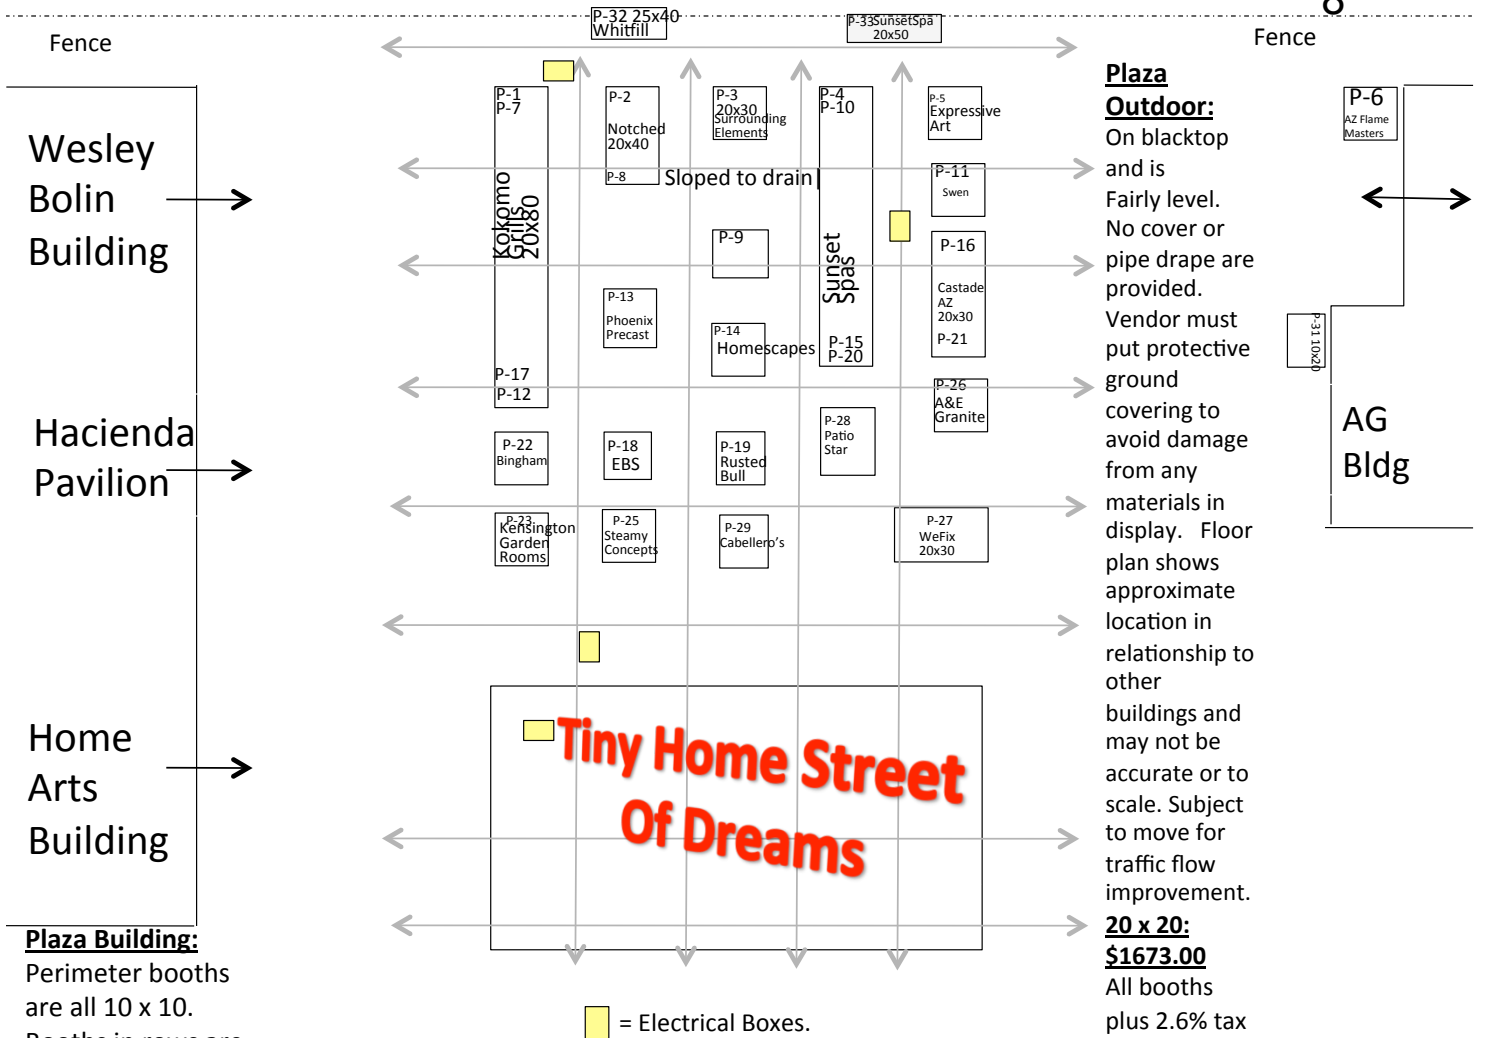 P-32 25x40
Whitfill
P-33SunsetSpa
20x50
Fence
Fence
Wesley
Bolin
Building
Hacienda
Pavilion
Home
Arts
Building
Plaza Building:
Perimeter booths
are all 10 x 10.
Booths in rows are
P-1
P-7
Kokomo
Grills
20x80
P-17
P-12
P-2
Notched
20x40
P-8
P-3
20x30
Surrounding
Elements
P-4
P-10
Sunset
Spas
P-15
P-20
P-5
Expressive
Art
Sloped to drain
P-11
Swen
P-9
P-16
Castade
AZ
20x30
P-21
P-13
Phoenix
Precast
P-14
Homescapes
P-26
A&E
Granite
P-22
Bingham
P-18
EBS
P-19
Rusted
Bull
P-28
Patio
Star
P-23
Kensington
Garden
Rooms
P-25
Steamy
Concepts
P-29
Cabellero's
P-27
WeFix
20x30
Tiny Home Street
Of Dreams
= Electrical Boxes.
Plaza
Outdoor:
On blacktop
and is
Fairly level.
No cover or
pipe drape are
provided.
Vendor must
put protective
ground
covering to
avoid damage
from any
materials in
display. Floor
plan shows
approximate
location in
relationship to
other
buildings and
may not be
accurate or to
scale. Subject
to move for
traffic flow
improvement.
20 x 20:
$1673.00
All booths
plus 2.6% tax
P-6
AZ Flame
Masters
P-31 10x20
AG
Bldg